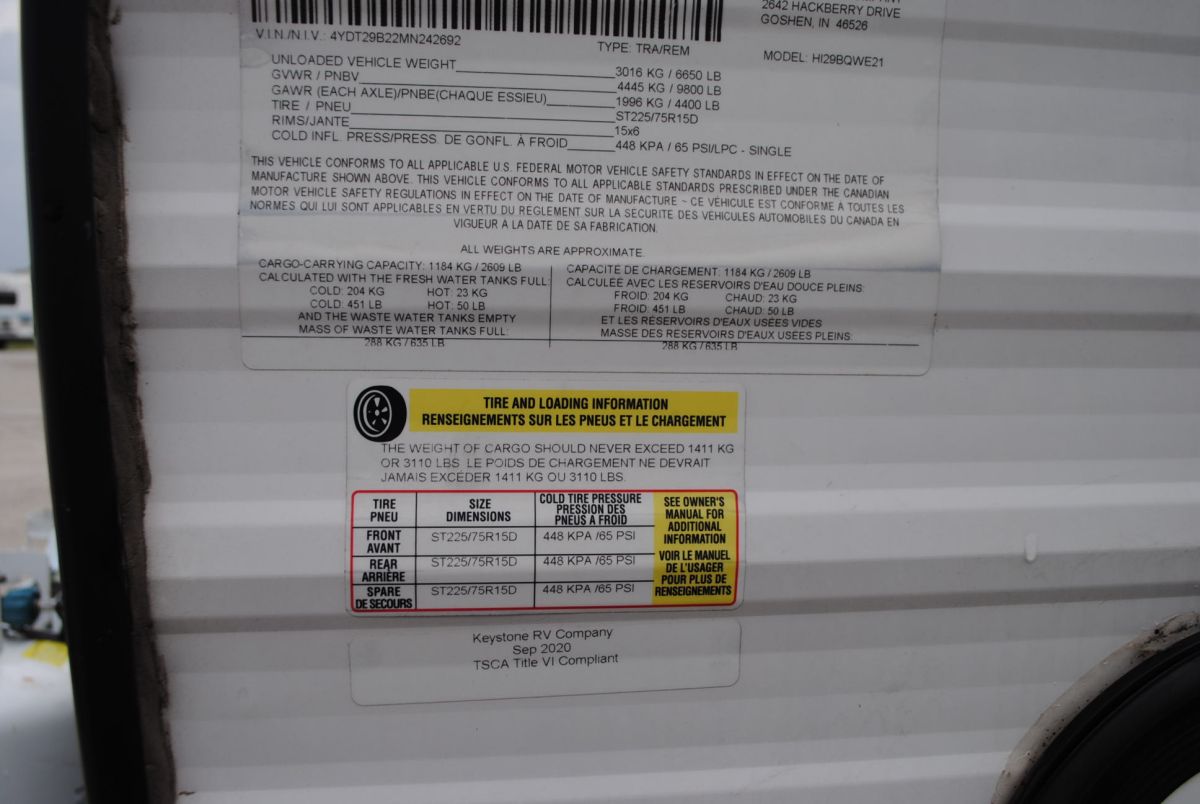 2642 HACKBERRY DRIVE
GOSHEN, IN 46526
V.I.N./N.I.V.: 4YDT29B22MN242692
TYPE: TRA/REM
MODEL: HI29BQWE21
UNLOADED VEHICLE WEIGHT 3016 KG / 6650 LB
GVWR / PNBV 4445 KG / 9800 LB
GAWR (EACH AXLE)/PNBE(CHAQUE ESSIEU) 1996 KG / 4400 LB
TIRE / PNEU ST225/75R15D
RIMS/JANTE 15x6
COLD INFL. PRESS/PRESS. DE GONFL. À FROID 448 KPA / 65 PSI/LPC - SINGLE
THIS VEHICLE CONFORMS TO ALL APPLICABLE U.S. FEDERAL MOTOR VEHICLE SAFETY STANDARDS IN EFFECT ON THE DATE OF
MANUFACTURE SHOWN ABOVE. THIS VEHICLE CONFORMS TO ALL APPLICABLE STANDARDS PRESCRIBED UNDER THE CANADIAN
MOTOR VEHICLE SAFETY REGULATIONS IN EFFECT ON THE DATE OF MANUFACTURE ~ CE VÉHICULE EST CONFORME A TOUTES LES
NORMES QUI LUI SONT APPLICABLES EN VERTU DU REGLEMENT SUR LA SECURITE DES VÉHICULES AUTOMOBILES DU CANADA EN
VIGUEUR À LA DATE DE SA FABRICATION.
ALL WEIGHTS ARE APPROXIMATE.
CARGO-CARRYING CAPACITY: 1184 KG / 2609 LB
CALCULATED WITH THE FRESH WATER TANKS FULL:
COLD: 204 KG HOT: 23 KG
COLD: 451 LB HOT: 50 LB
AND THE WASTE WATER TANKS EMPTY
MASS OF WASTE WATER TANKS FULL:
288 KG / 635 LB
CAPACITÉ DE CHARGEMENT: 1184 KG / 2609 LB
CALCULÉE AVEC LES RESERVOIRS D'EAU DOUCE PLEINS:
FROID: 204 KG CHAUD: 23 KG
FROID: 451 LB CHAUD: 50 LB
ET LES RÉSERVOIRS D'EAUX USÉES VIDES
MASSE DES RESERVOIRS D'EAUX USÉES PLEINS:
288 KG / 635 LB
TIRE AND LOADING INFORMATION
RENSEIGNEMENTS SUR LES PNEUS ET LE CHARGEMENT
THE WEIGHT OF CARGO SHOULD NEVER EXCEED 1411 KG
OR 3110 LBS. LE POIDS DE CHARGEMENT NE DEVRAIT
JAMAIS EXCÉDER 1411 KG OU 3110 LBS.
TIRE
PNEU
SIZE
DIMENSIONS
COLD TIRE PRESSURE
PRESSION DES
PNEUS A FROID
FRONT
AVANT
ST225/75R15D 448 KPA /65 PSI
REAR
ARRIÈRE
ST225/75R15D 448 KPA /65 PSI
SPARE
DE SECOURS
ST225/75R15D 448 KPA /65 PSI
SEE OWNER'S
MANUAL FOR
ADDITIONAL
INFORMATION
VOIR LE MANUEL
DE L'USAGER
POUR PLUS DE
RENSEIGNEMENTS
Keystone RV Company
Sep 2020
TSCA Title VI Compliant